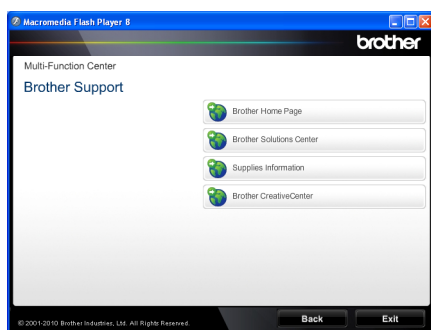 Macromedia Flash Player 8
brother
Multi-Function Center
Brother Support
Brother Home Page
Brother Solutions Center
Supplies Information
Brother CreativeCenter
© 2001-2010 Brother Industries, Ltd. All Rights Reserved.
Back
Exit